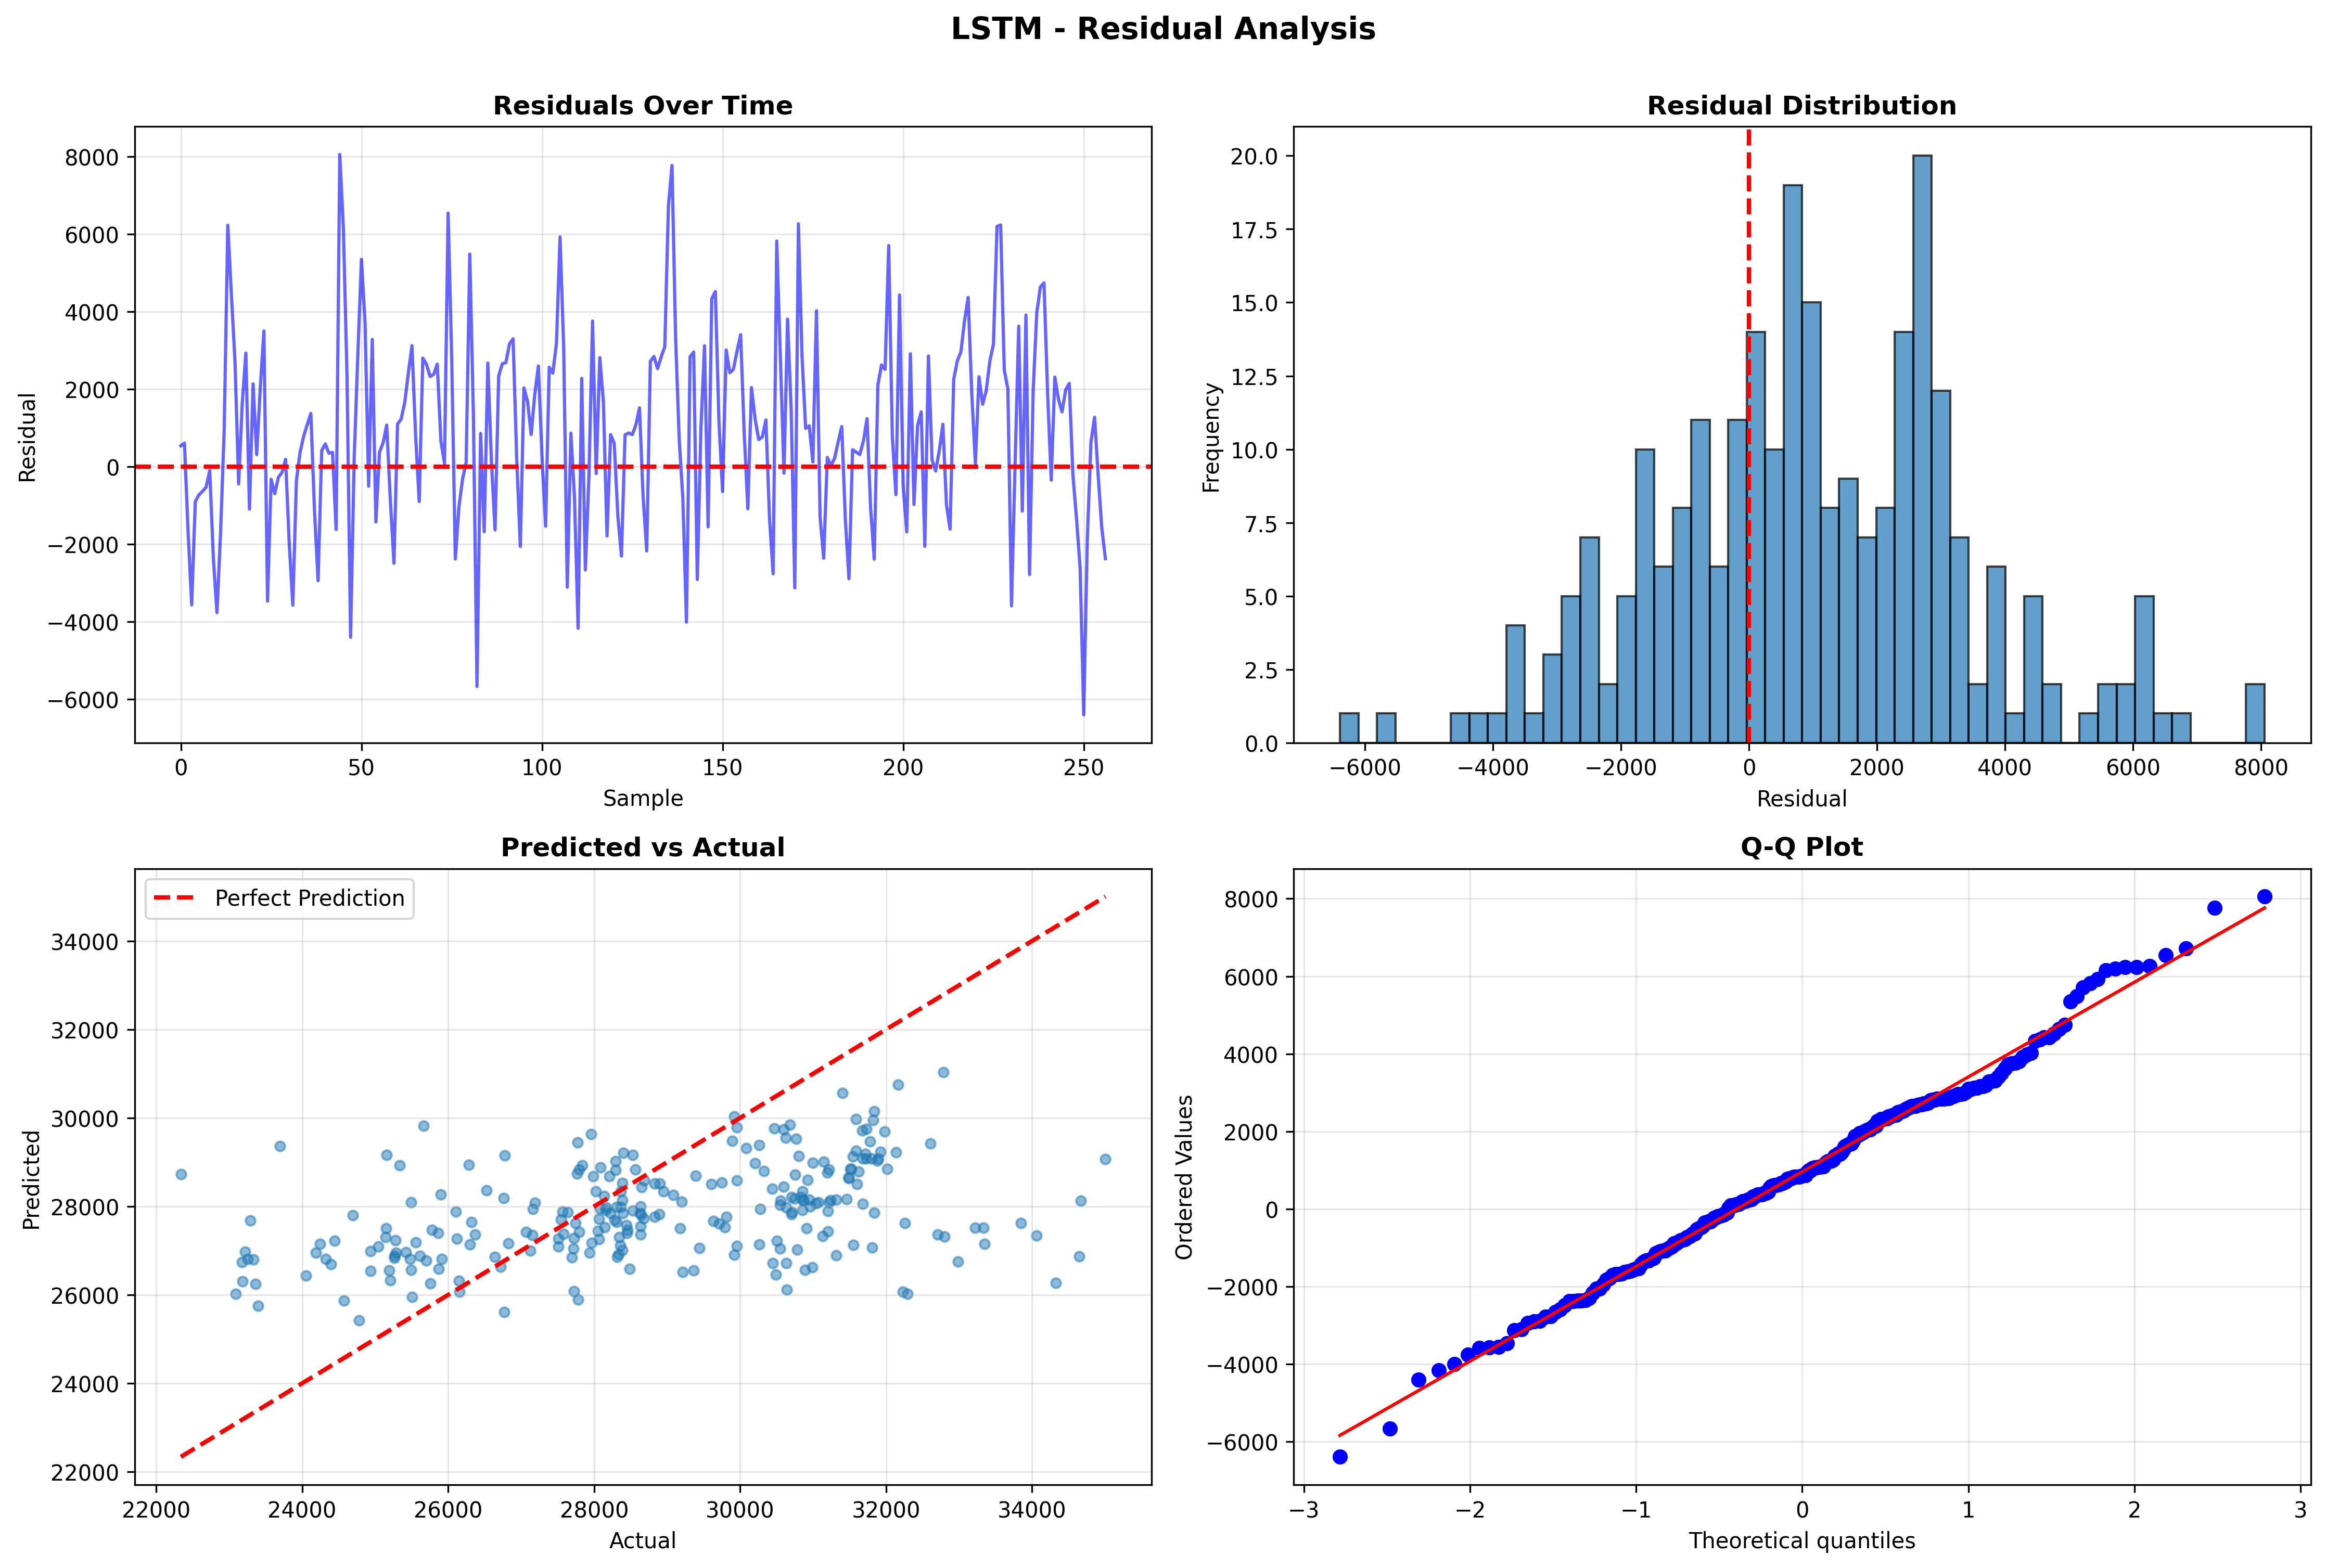 LSTM - Residual Analysis
Residuals Over Time
8000
6000
4000
2000
0
−2000
−4000
−6000
Residual
0 50 100 150 200 250
Sample
Residual Distribution
20.0
17.5
15.0
12.5
10.0
7.5
5.0
2.5
0.0
Frequency
−6000 −4000 −2000 0 2000 4000 6000 8000
Residual
Predicted vs Actual
Perfect Prediction
34000
32000
30000
28000
26000
24000
22000
Predicted
22000 24000 26000 28000 30000 32000 34000
Actual
Q-Q Plot
8000
6000
4000
2000
0
−2000
−4000
−6000
Ordered Values
−3 −2 −1 0 1 2 3
Theoretical quantiles